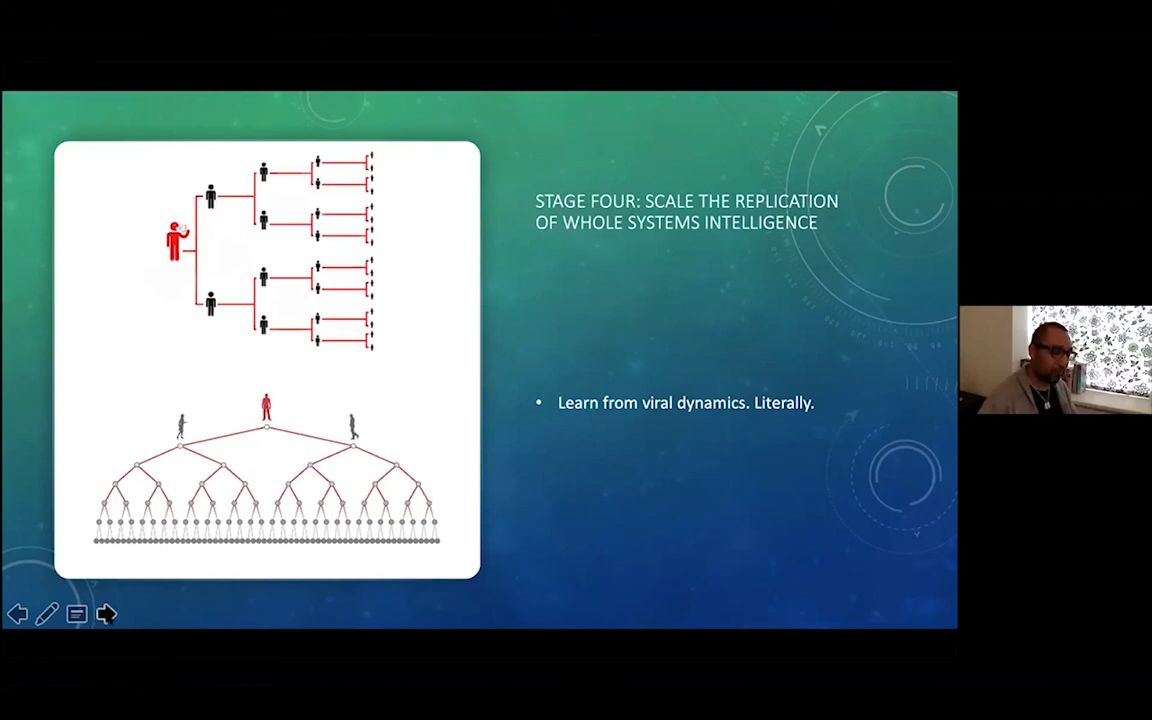 STAGE FOUR: SCALE THE REPLICATION
OF WHOLE SYSTEMS INTELLIGENCE
• Learn from viral dynamics. Literally.